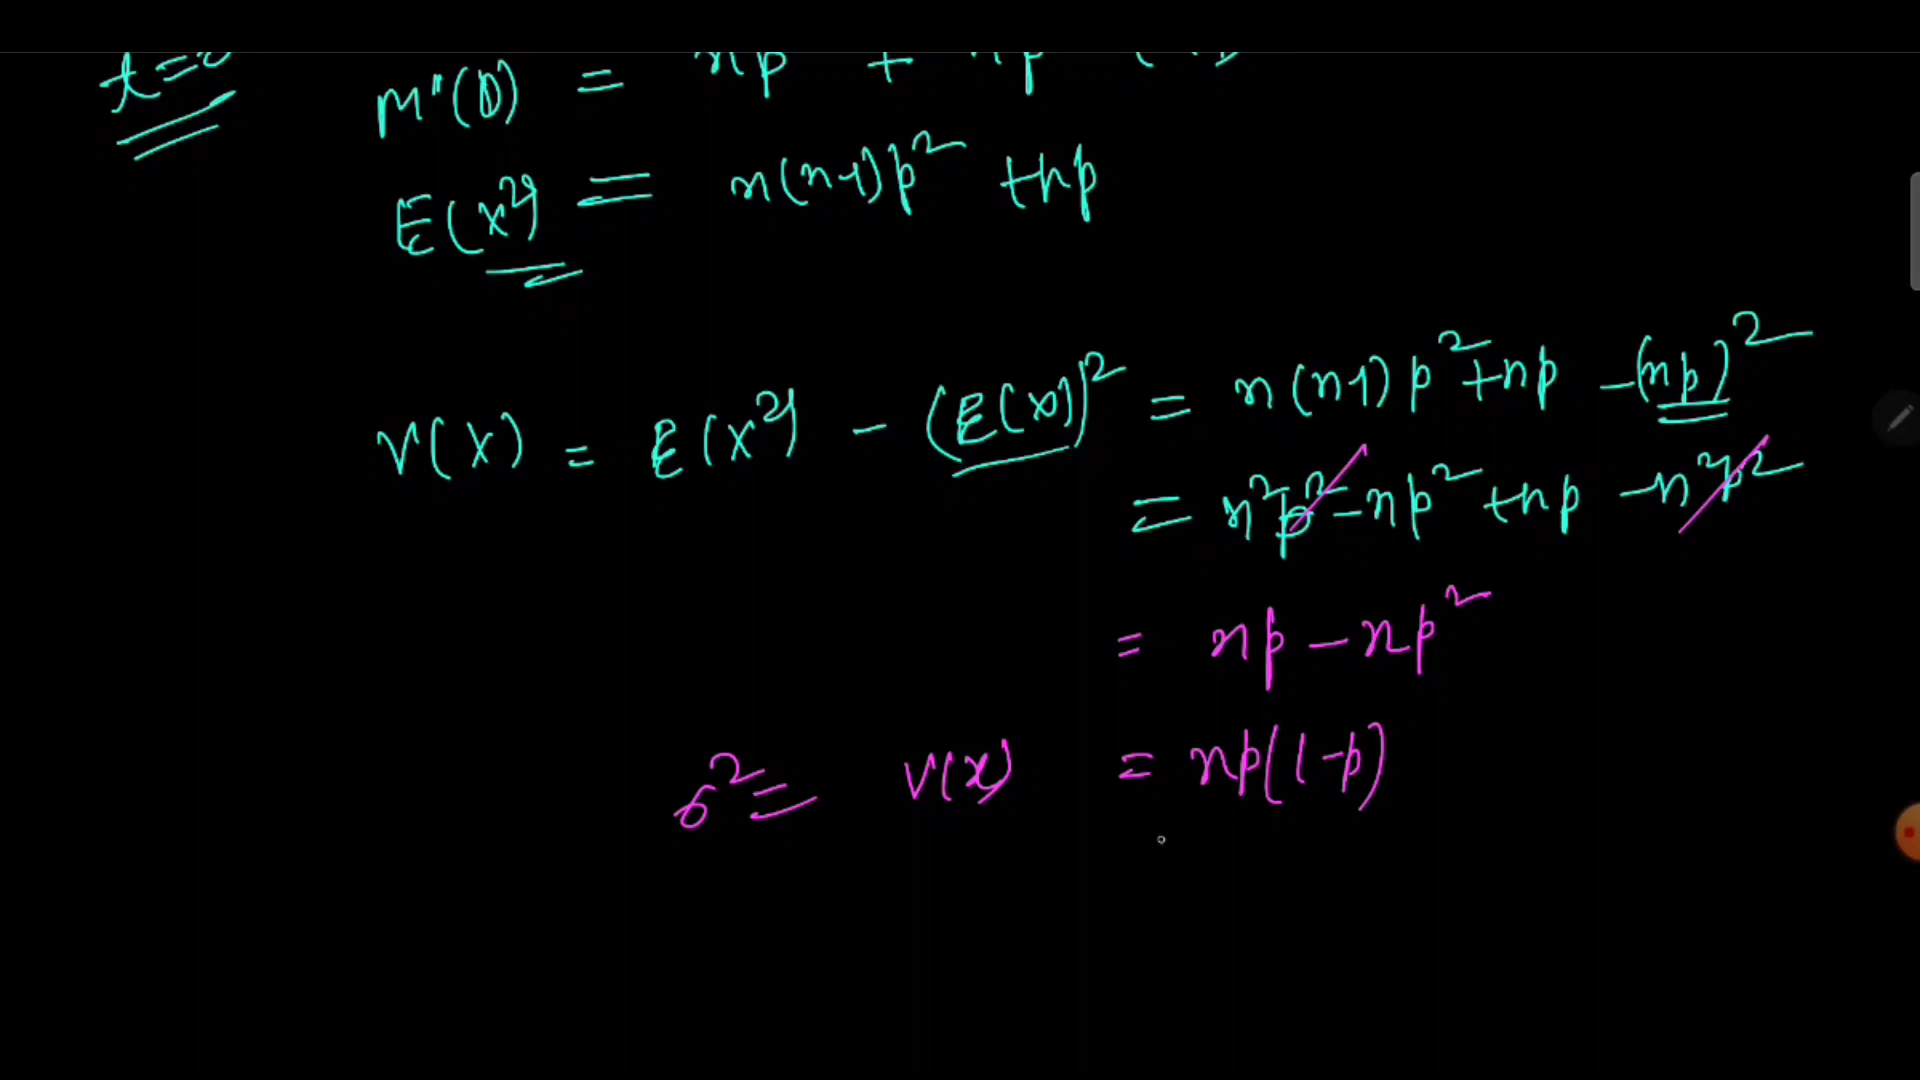 t=0
M''(0) = np + np
E(x²) = n(n-1)p² +np
V(X) = E(X²) - (E(X))² = n(n-1)p²+np -(np)²
= n²p²-np²+np -n²p²
= np - np²
σ² = V(x) = np(1-p)